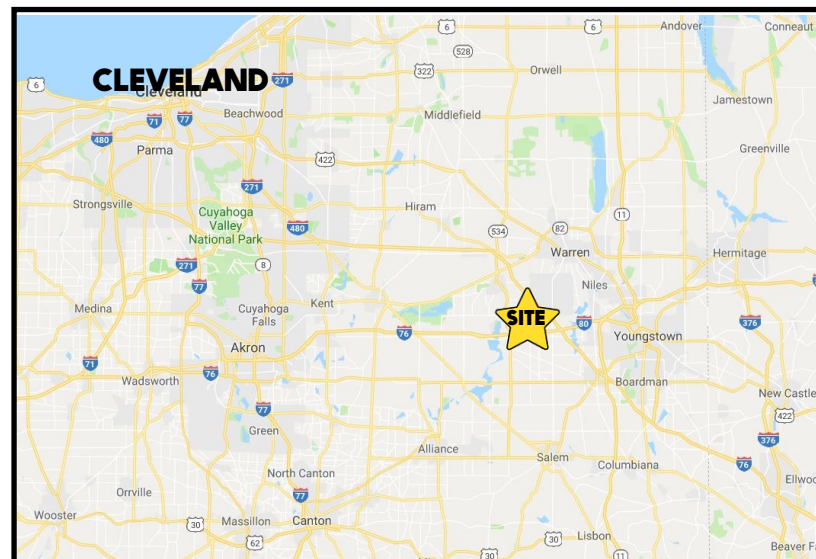 6
6
Andover
Conneaut
528
CLEVELAND
271
322
Orwell
6
Cleveland
Jamestown
Beachwood
Middlefield
71
77
480
Parma
Greenville
422
271
Strongsville
Hiram
11
Cuyahoga
Valley
National Park
480
534
82
Warren
Hermitage
271
8
77
Niles
Medina
Cuyahoga
Falls
Kent
SITE
80
376
76
Youngstown
Akron
71
76
Wadsworth
Boardman
77
New Castle
422
Green
376
Alliance
Salem
Columbiana
76
North Canton
Ellwo
Orrville
77
Wooster
30
Massillon
Canton
30
Lisbon
62
30
11
Beaver Fa